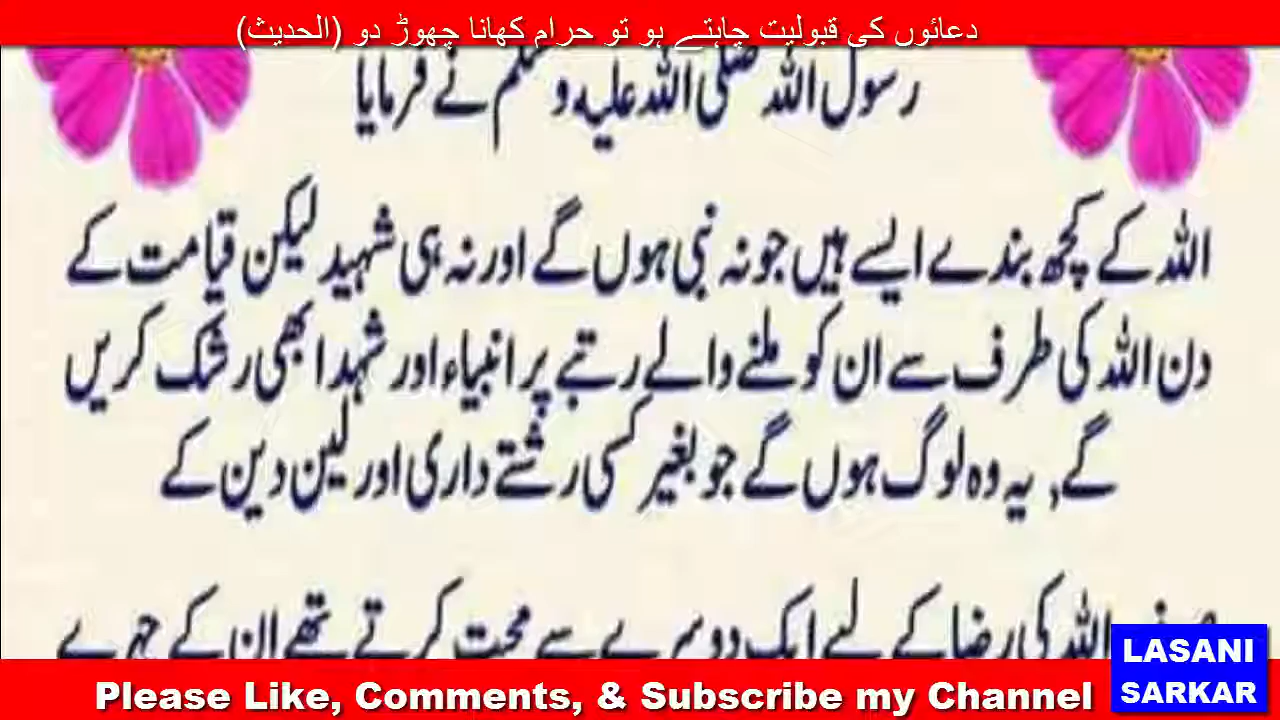 دعائوں کی قبولیت چاہتے ہو تو حرام کھانا چھوڑ دو (الحدیث)
رسول اللہ صلی اللہ علیہ وسلم نے فرمایا
اللہ کے کچھ بندے ایسے ہیں جو نہ نبی ہوں گے اور نہ ہی شہید لیکن قیامت کے
دن اللہ کی طرف سے ان کو ملنے والے رتبے پر انبیاء اور شہدا بھی رشک کریں
گے, یہ وہ لوگ ہوں گے جو بغیر کسی رشتے داری اور لین دین کے
اللہ کی رضا کے لیے ایک دوسرے سے محبت کرتے تھے ان کے چہرے
LASANI
SARKAR
Please Like, Comments, & Subscribe my Channel